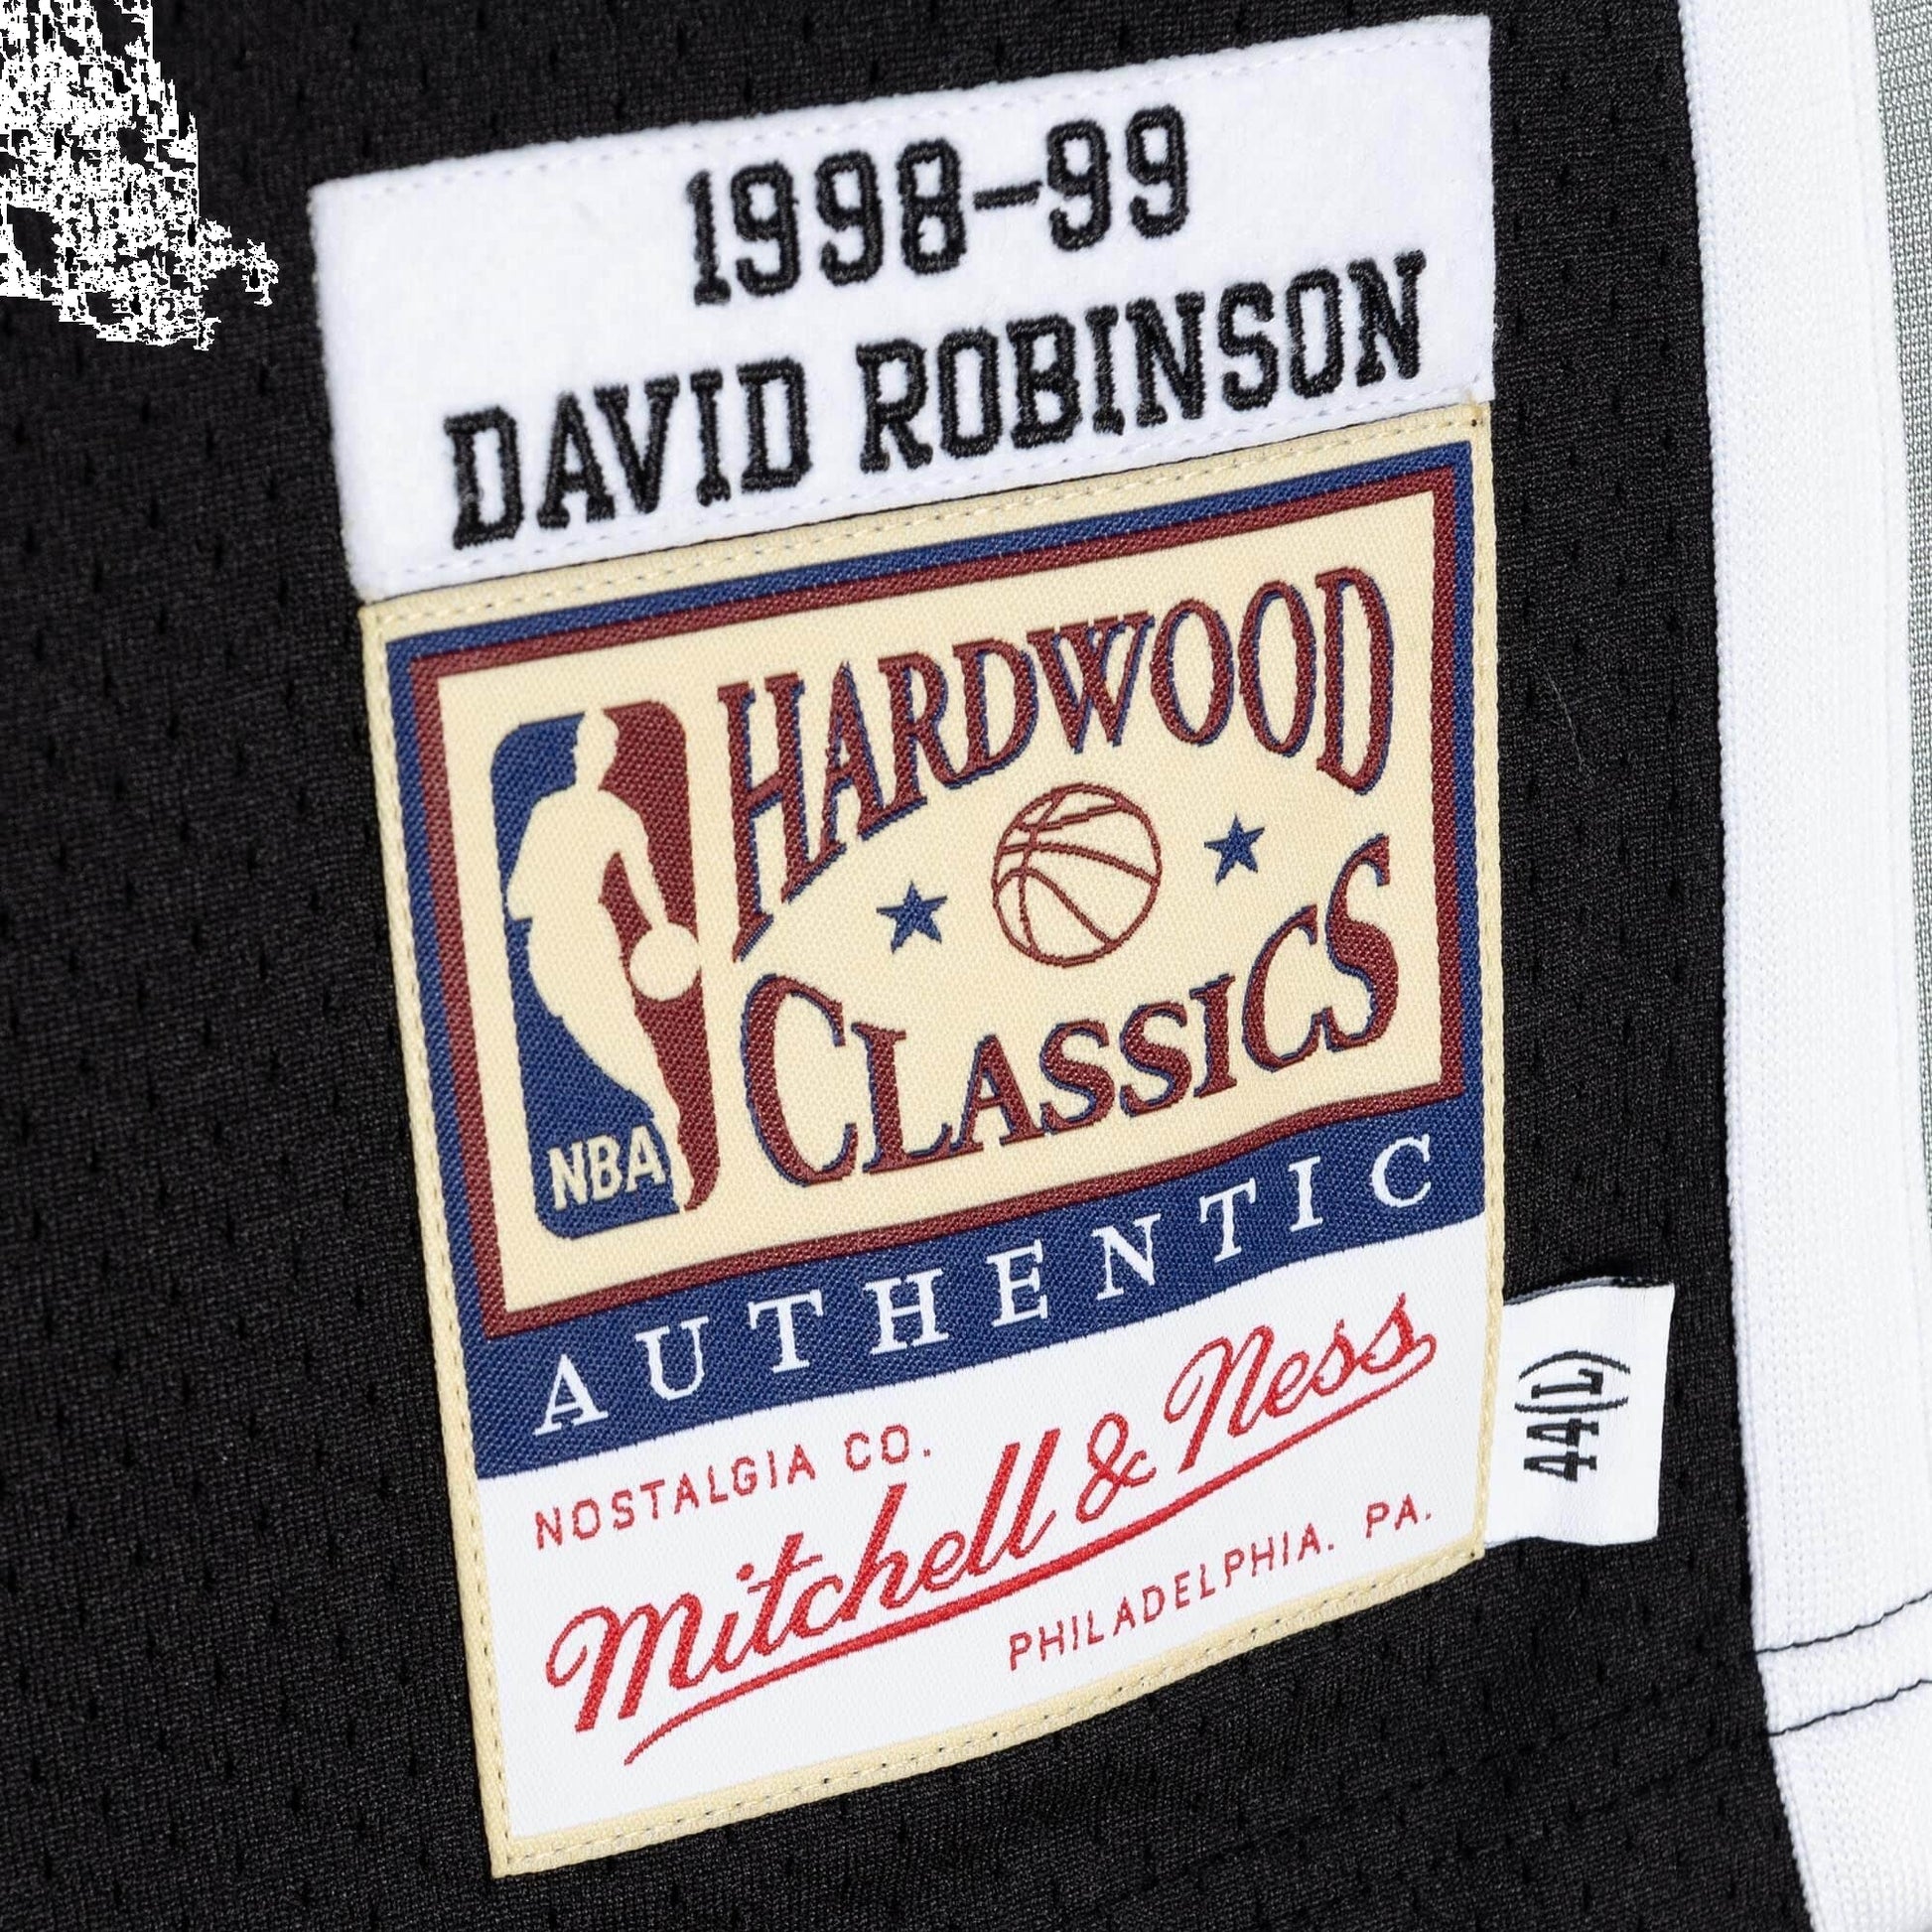 1998-99
DAVID ROBINSON
HARDWOOD
CLASSICS
NBA
AUTHENTIC
NOSTALGIA CO.
Mitchell & Ness
PHILADELPHIA. PA.
44(L)